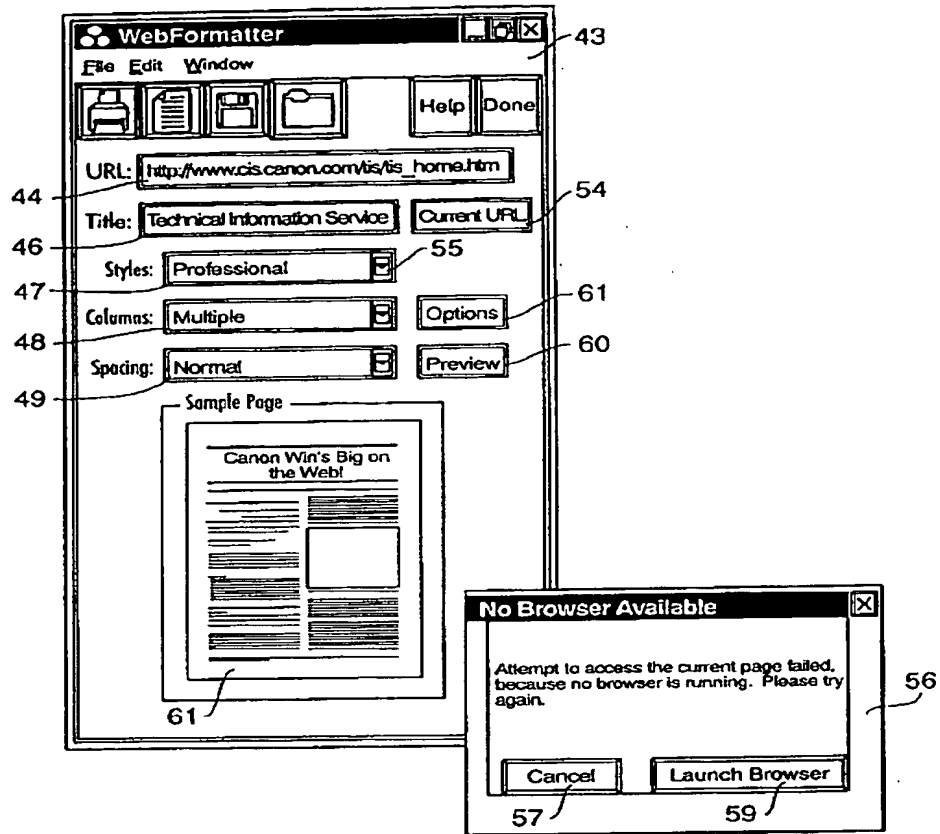 WebFormatter
43
File Edit Window
Help Done
URL: http://www.cis.canon.com/tis/tis_home.htm
44
54
Title: Technical Information Service Current URL
46
55
Styles: Professional
47
61
Columns: Multiple Options
48
60
Spacing: Normal Preview
49
Sample Page
Canon Win's Big on
the Web!
61
No Browser Available
Attempt to access the current page failed,
because no browser is running. Please try
again.
56
Cancel Launch Browser
57 59